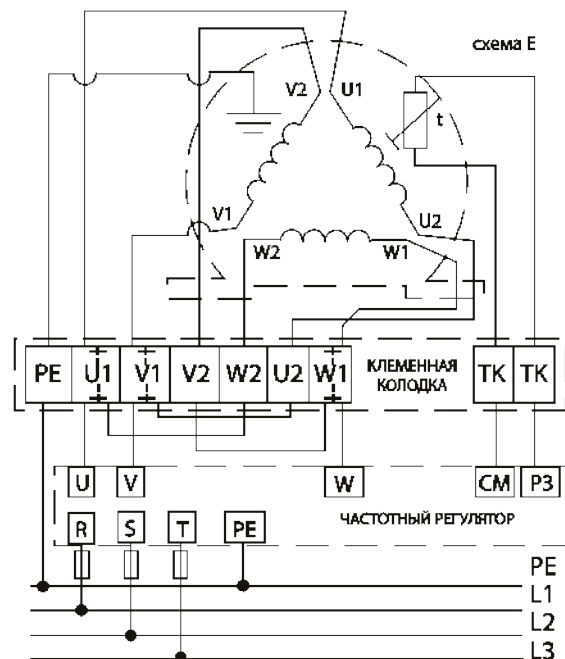 схема Е
V2 U1
t
V1 U2
W2 W1
PE U1 V1 V2 W2 U2 W1 КЛЕМЕННАЯ КОЛОДКА TK TK
U V W CM P3
ЧАСТОТНЫЙ РЕГУЛЯТОР
R S T PE
PE
L1
L2
L3